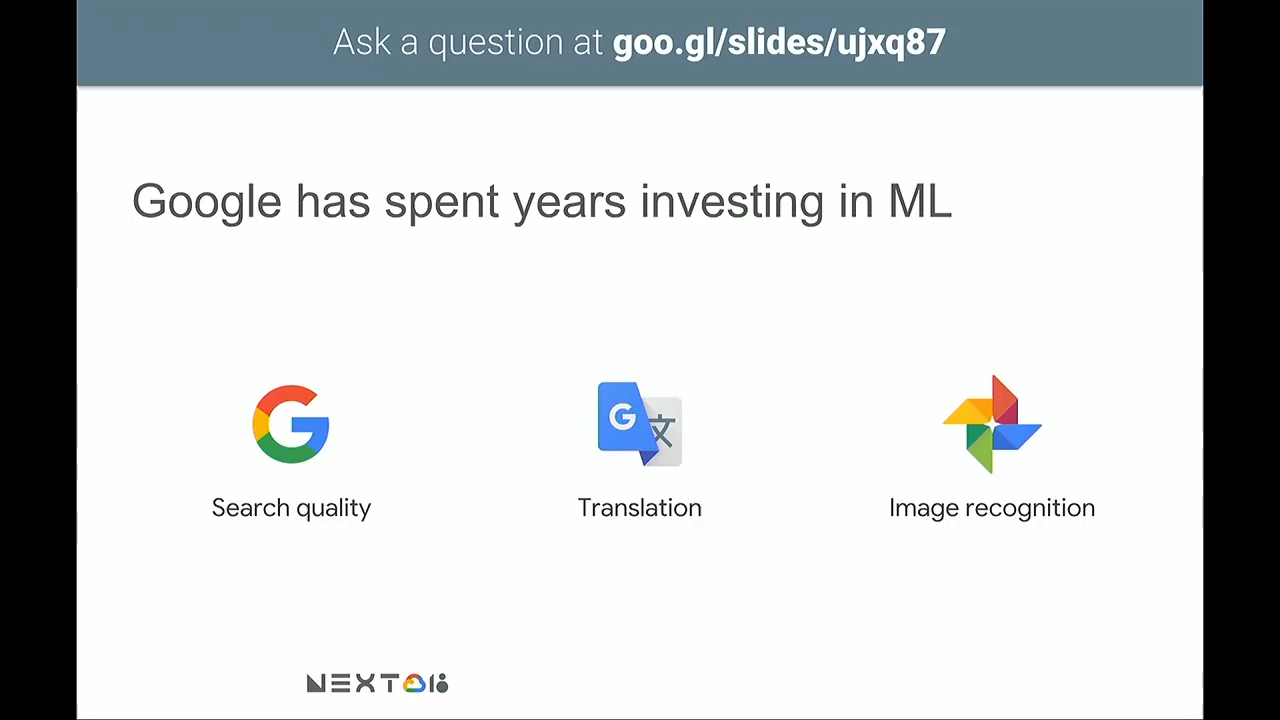 Ask a question at goo.gl/slides/ujxq87
Google has spent years investing in ML
G
文
Search quality
Translation
Image recognition
NEXT18